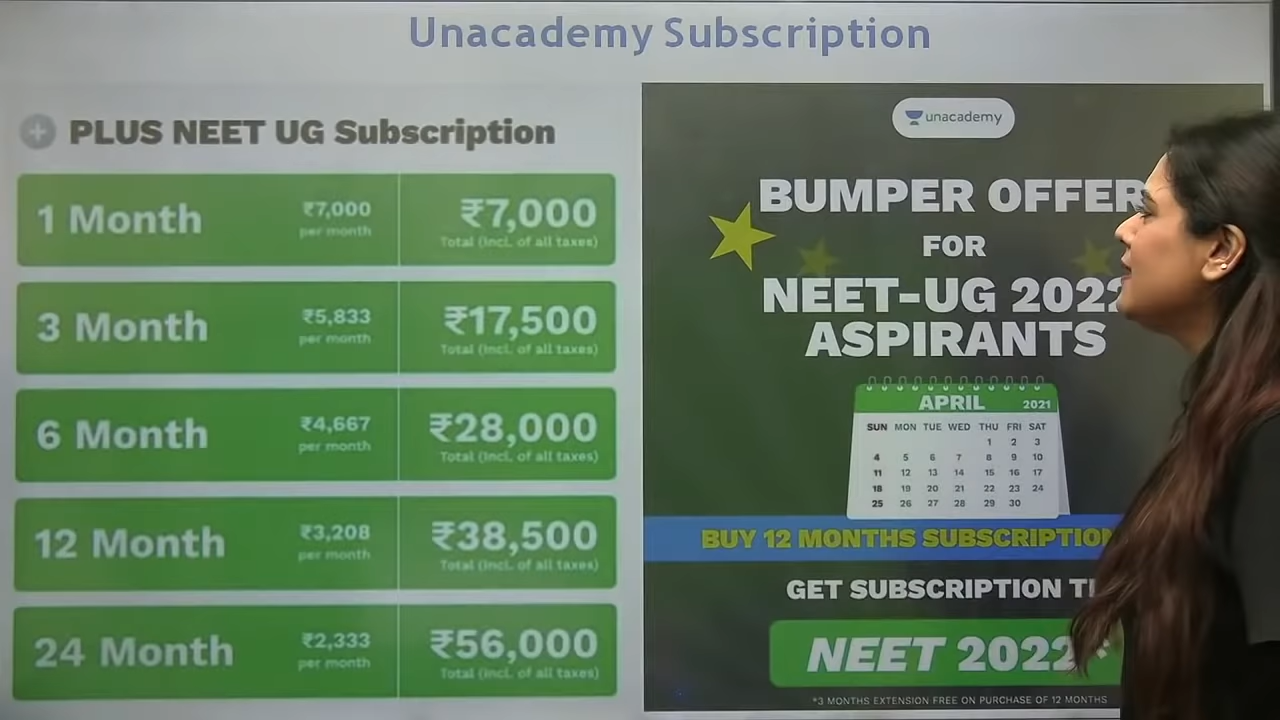 Unacademy Subscription
PLUS NEET UG Subscription
1 Month ₹7,000 per month ₹7,000 Total (Incl. of all taxes)
3 Month ₹5,833 per month ₹17,500 Total (Incl. of all taxes)
6 Month ₹4,667 per month ₹28,000 Total (Incl. of all taxes)
12 Month ₹3,208 per month ₹38,500 Total (Incl. of all taxes)
24 Month ₹2,333 per month ₹56,000 Total (Incl. of all taxes)
unacademy
BUMPER OFFER
FOR
NEET-UG 2022
ASPIRANTS
APRIL 2021
SUN MON TUE WED THU FRI SAT
1 2 3
4 5 6 7 8 9 10
11 12 13 14 15 16 17
18 19 20 21 22 23 24
25 26 27 28 29 30
BUY 12 MONTHS SUBSCRIPTION
GET SUBSCRIPTION
NEET 2022*
*3 MONTHS EXTENSION FREE ON PURCHASE OF 12 MONTHS